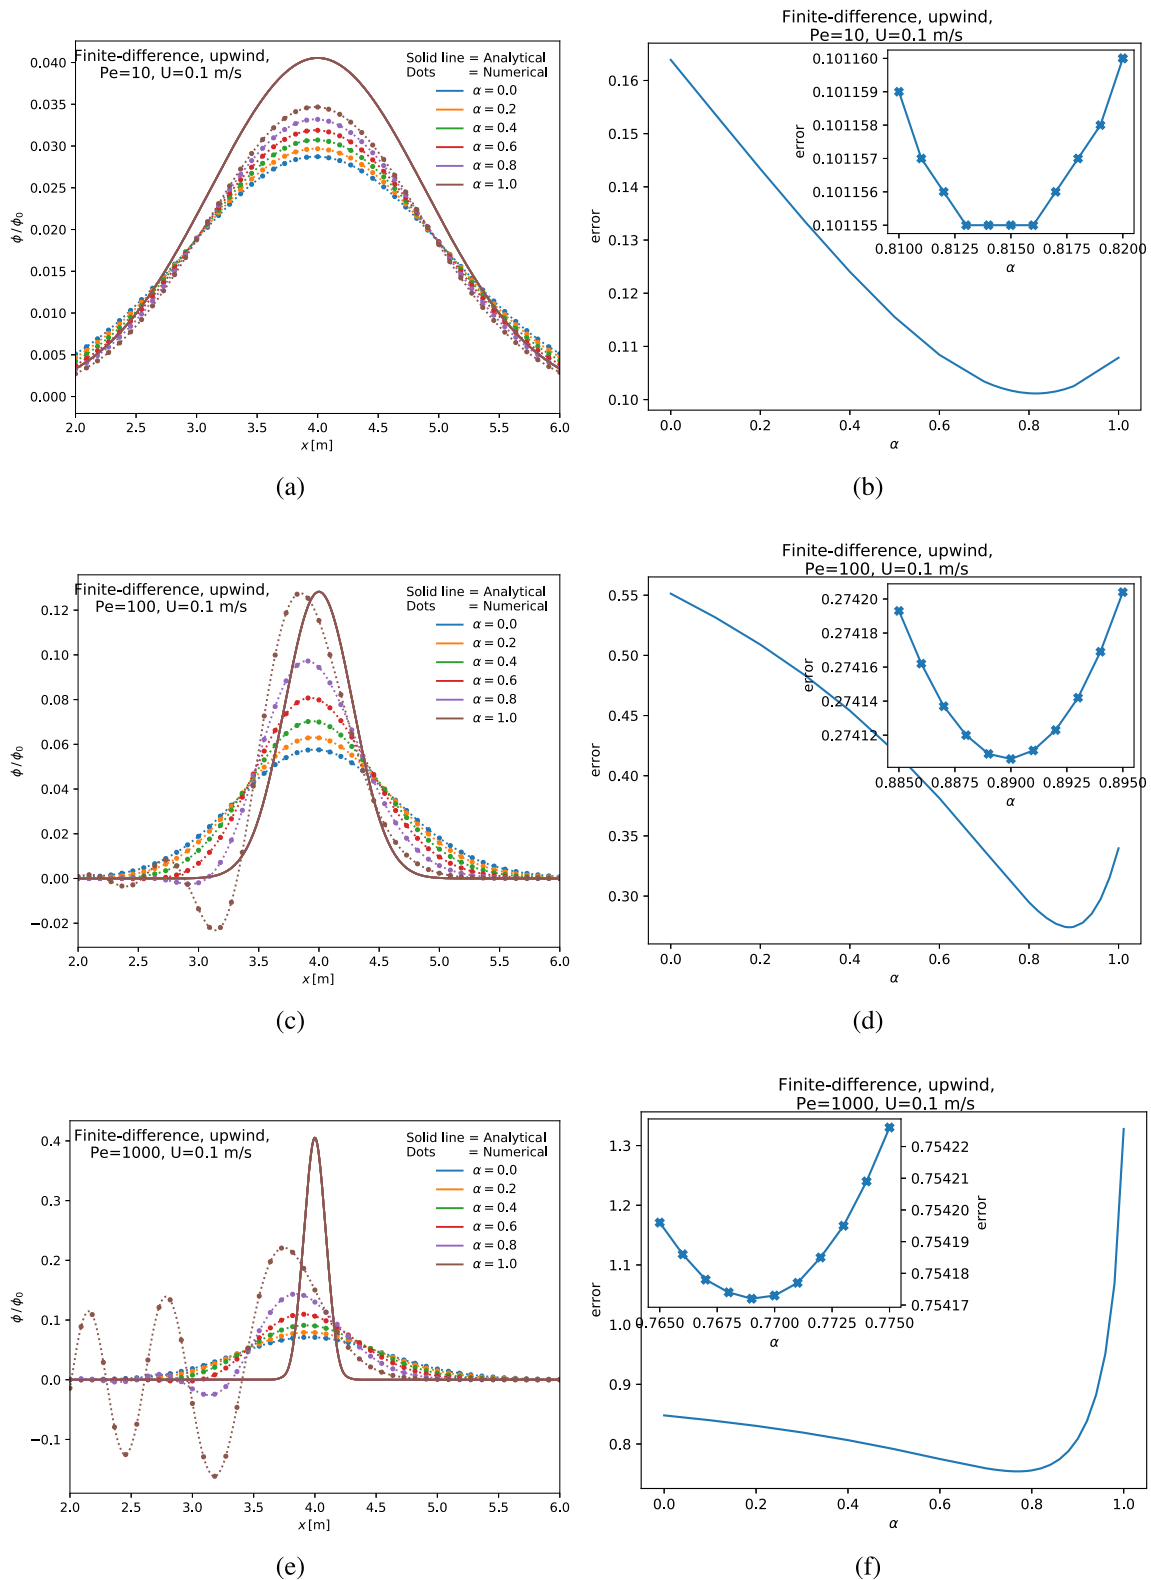 Finite-difference, upwind,
Pe=10, U=0.1 m/s
Solid line = Analytical
Dots = Numerical
α = 0.0
α = 0.2
α = 0.4
α = 0.6
α = 0.8
α = 1.0
0.040
0.035
0.030
0.025
0.020
0.015
0.010
0.005
0.000
ϕ/ϕ₀
2.0 2.5 3.0 3.5 4.0 4.5 5.0 5.5 6.0
x [m]
(a)
Finite-difference, upwind,
Pe=10, U=0.1 m/s
0.16
0.15
0.14
0.13
0.12
0.11
0.10
error
0.0 0.2 0.4 0.6 0.8 1.0
α
0.101160
0.101159
0.101158
0.101157
0.101156
0.101155
error
0.8100 0.8125 0.8150 0.8175 0.8200
α
(b)
Finite-difference, upwind,
Pe=100, U=0.1 m/s
Solid line = Analytical
Dots = Numerical
α = 0.0
α = 0.2
α = 0.4
α = 0.6
α = 0.8
α = 1.0
0.12
0.10
0.08
0.06
0.04
0.02
0.00
−0.02
ϕ/ϕ₀
2.0 2.5 3.0 3.5 4.0 4.5 5.0 5.5 6.0
x [m]
(c)
Finite-difference, upwind,
Pe=100, U=0.1 m/s
0.55
0.50
0.45
0.40
0.35
0.30
error
0.0 0.2 0.4 0.6 0.8 1.0
α
0.27420
0.27418
0.27416
0.27414
0.27412
error
0.8850 0.8875 0.8900 0.8925 0.8950
α
(d)
Finite-difference, upwind,
Pe=1000, U=0.1 m/s
Solid line = Analytical
Dots = Numerical
α = 0.0
α = 0.2
α = 0.4
α = 0.6
α = 0.8
α = 1.0
0.4
0.3
0.2
0.1
0.0
−0.1
ϕ/ϕ₀
2.0 2.5 3.0 3.5 4.0 4.5 5.0 5.5 6.0
x [m]
(e)
Finite-difference, upwind,
Pe=1000, U=0.1 m/s
1.3
1.2
1.1
1.0
0.9
0.8
error
0.0 0.2 0.4 0.6 0.8 1.0
α
0.75422
0.75421
0.75420
0.75419
0.75418
0.75417
error
0.7650 0.7675 0.7700 0.7725 0.7750
α
(f)